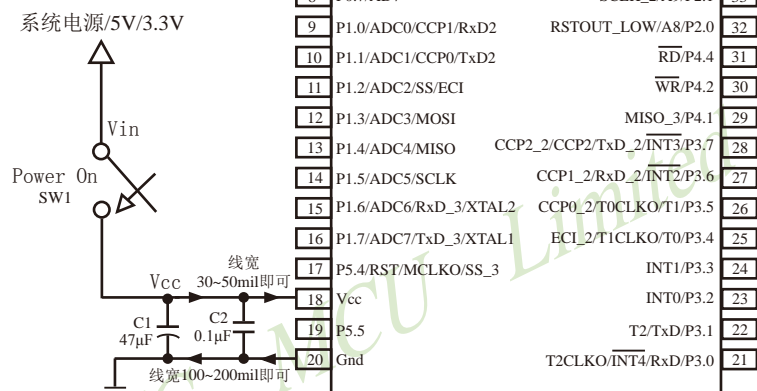 系统电源/5V/3.3V
Vin
Power On
SW1
Vcc
线宽
30~50mil即可
C1
47μF
C2
0.1μF
线宽100~200mil即可
9 P1.0/ADC0/CCP1/RxD2
10 P1.1/ADC1/CCP0/TxD2
11 P1.2/ADC2/SS/ECI
12 P1.3/ADC3/MOSI
13 P1.4/ADC4/MISO
14 P1.5/ADC5/SCLK
15 P1.6/ADC6/RxD_3/XTAL2
16 P1.7/ADC7/TxD_3/XTAL1
17 P5.4/RST/MCLKO/SS_3
18 Vcc
19 P5.5
20 Gnd
RSTOUT_LOW/A8/P2.0 32
RD/P4.4 31
WR/P4.2 30
MISO_3/P4.1 29
CCP2_2/CCP2/TxD_2/INT3/P3.7 28
CCP1_2/RxD_2/INT2/P3.6 27
CCP0_2/T0CLKO/T1/P3.5 26
ECI_2/T1CLKO/T0/P3.4 25
INT1/P3.3 24
INT0/P3.2 23
T2/TxD/P3.1 22
T2CLKO/INT4/RxD/P3.0 21
MCU Limited